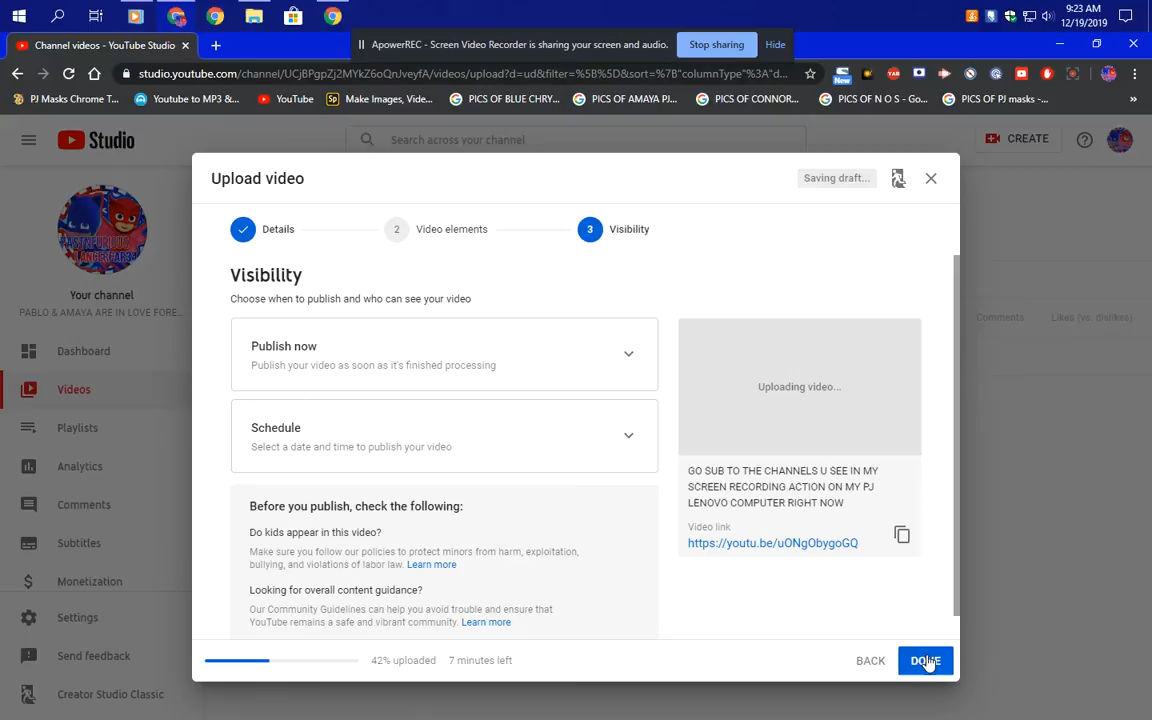 9:23 AM
12/19/2019
Channel videos - YouTube Studio
ApowerREC - Screen Video Recorder is sharing your screen and audio.
Stop sharing
Hide
studio.youtube.com/channel/UCjBPgpZj2MYkZ6oQnJveyfA/videos/upload?d=ud&filter=%5B%5D&sort=%7B"columnType"%3A"d...
New
PJ Masks Chrome T...
Youtube to MP3 &...
YouTube
Sp
Make Images, Vide...
PICS OF BLUE CHRY...
PICS OF AMAYA PJ...
PICS OF CONNOR...
PICS OF N O S - Go...
PICS OF PJ masks -...
Studio
Search across your channel
CREATE
Upload video
Saving draft...
Details
2
Video elements
3
Visibility
Your channel
PABLO & AMAYA ARE IN LOVE FORE...
Dashboard
Videos
Playlists
Analytics
Comments
Subtitles
Monetization
Settings
Send feedback
Creator Studio Classic
Visibility
Choose when to publish and who can see your video
Publish now
Publish your video as soon as it's finished processing
Schedule
Select a date and time to publish your video
Before you publish, check the following:
Do kids appear in this video?
Make sure you follow our policies to protect minors from harm, exploitation,
bullying, and violations of labor law. Learn more
Looking for overall content guidance?
Our Community Guidelines can help you avoid trouble and ensure that
YouTube remains a safe and vibrant community. Learn more
Uploading video...
GO SUB TO THE CHANNELS U SEE IN MY
SCREEN RECORDING ACTION ON MY PJ
LENOVO COMPUTER RIGHT NOW
Video link
https://youtu.be/uONgObygoGQ
Comments
Likes (vs. dislikes)
42% uploaded
7 minutes left
BACK
DONE